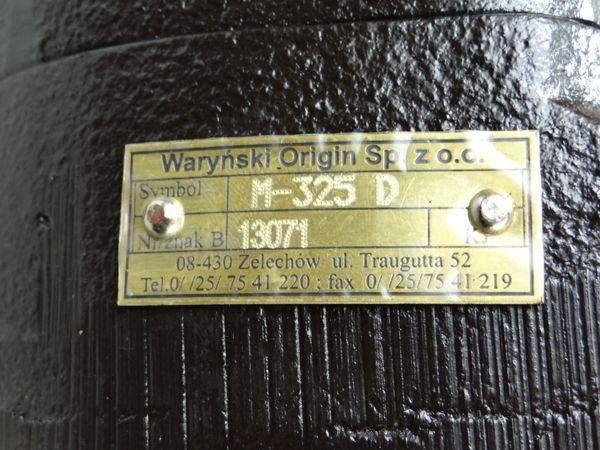 Waryński Origin Sp. z o.o.
Symbol M-325 D
Nr znak B 13071 KJ
08-430 Żelechów ul. Traugutta 52
Tel.0/ /25/ 75 41 220 ; fax 0/ /25/75 41 219